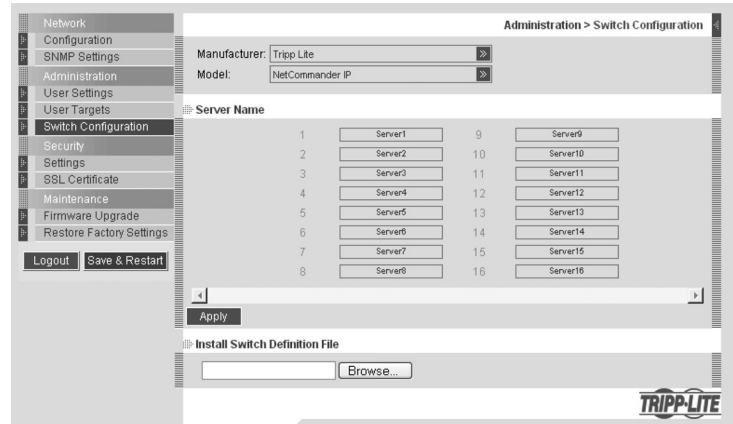 Network
Configuration
SNMP Settings
Administration
User Settings
User Targets
Switch Configuration
Security
Settings
SSL Certificate
Maintenance
Firmware Upgrade
Restore Factory Settings
Logout Save & Restart
Administration > Switch Configuration
Manufacturer: Tripp Lite
Model: NetCommander IP
Server Name
1 Server1 9 Server9
2 Server2 10 Server10
3 Server3 11 Server11
4 Server4 12 Server12
5 Server5 13 Server13
6 Server6 14 Server14
7 Server7 15 Server15
8 Server8 16 Server16
Apply
Install Switch Definition File
Browse...
TRIPP·LITE